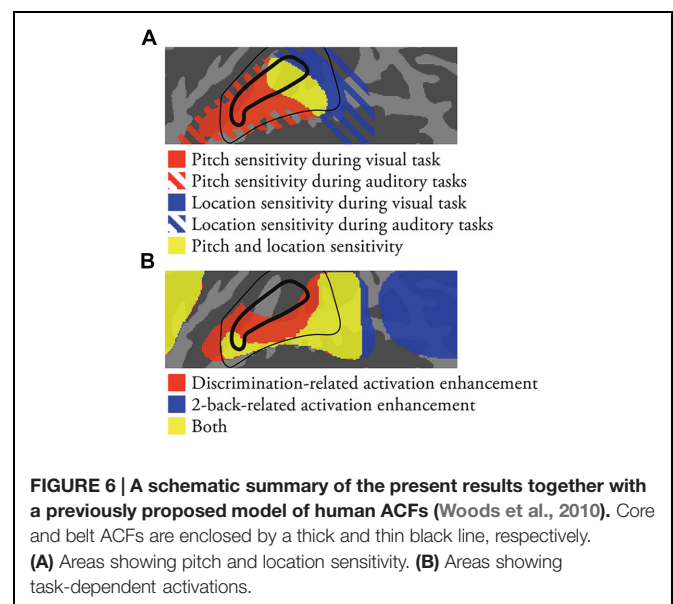 A
Pitch sensitivity during visual task
Pitch sensitivity during auditory tasks
Location sensitivity during visual task
Location sensitivity during auditory tasks
Pitch and location sensitivity
B
Discrimination-related activation enhancement
2-back-related activation enhancement
Both
FIGURE 6 | A schematic summary of the present results together with
a previously proposed model of human ACFs (Woods et al., 2010). Core
and belt ACFs are enclosed by a thick and thin black line, respectively.
(A) Areas showing pitch and location sensitivity. (B) Areas showing
task-dependent activations.